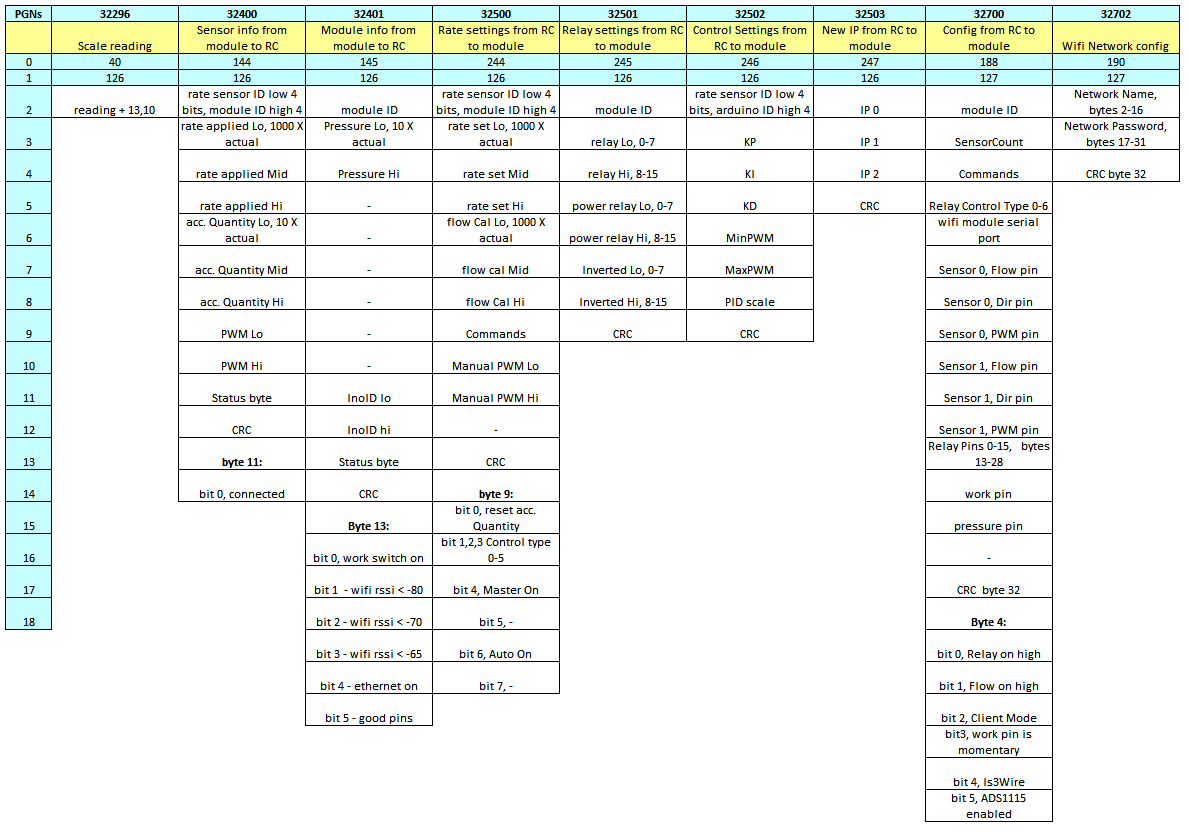 PGNs 32296 32400 32401 32500 32501 32502 32503 32700 32702
Sensor info from Module info from Rate settings from RC Relay settings from RC Control Settings from New IP from RC to Config from RC to
Scale reading module to RC module to RC to module to module RC to module module module Wifi Network config
0 40 144 145 244 245 246 247 188 190
1 126 126 126 126 126 126 126 127 127
rate sensor ID low 4 rate sensor ID low 4 rate sensor ID low 4 Network Name,
2 reading + 13,10 bits, module ID high 4 module ID bits, module ID high 4 module ID bits, arduino ID high 4 IP 0 module ID bytes 2-16
rate applied Lo, 1000 X Pressure Lo, 10 X rate set Lo, 1000 X Network Password,
3 actual actual actual relay Lo, 0-7 KP IP 1 SensorCount bytes 17-31
4 rate applied Mid Pressure Hi rate set Mid relay Hi, 8-15 KI IP 2 Commands CRC byte 32
5 rate applied Hi - rate set Hi power relay Lo, 0-7 KD CRC Relay Control Type 0-6
acc. Quantity Lo, 10 X flow Cal Lo, 1000 X wifi module serial
6 actual - actual power relay Hi, 8-15 MinPWM port
7 acc. Quantity Mid - flow cal Mid Inverted Lo, 0-7 MaxPWM Sensor 0, Flow pin
8 acc. Quantity Hi - flow Cal Hi Inverted Hi, 8-15 PID scale Sensor 0, Dir pin
9 PWM Lo - Commands CRC CRC Sensor 0, PWM pin
10 PWM Hi - Manual PWM Lo Sensor 1, Flow pin
11 Status byte InoID lo Manual PWM Hi Sensor 1, Dir pin
12 CRC InoID hi - Sensor 1, PWM pin
Relay Pins 0-15, bytes
13 byte 11: Status byte CRC 13-28
14 bit 0, connected CRC byte 9: work pin
bit 0, reset acc.
15 Byte 13: Quantity pressure pin
bit 1,2,3 Control type
16 bit 0, work switch on 0-5 -
17 bit 1 - wifi rssi < -80 bit 4, Master On CRC byte 32
18 bit 2 - wifi rssi < -70 bit 5, - Byte 4:
bit 3 - wifi rssi < -65 bit 6, Auto On bit 0, Relay on high
bit 4 - ethernet on bit 7, - bit 1, Flow on high
bit 5 - good pins bit 2, Client Mode
bit3, work pin is
momentary
bit 4, Is3Wire
bit 5, ADS1115
enabled